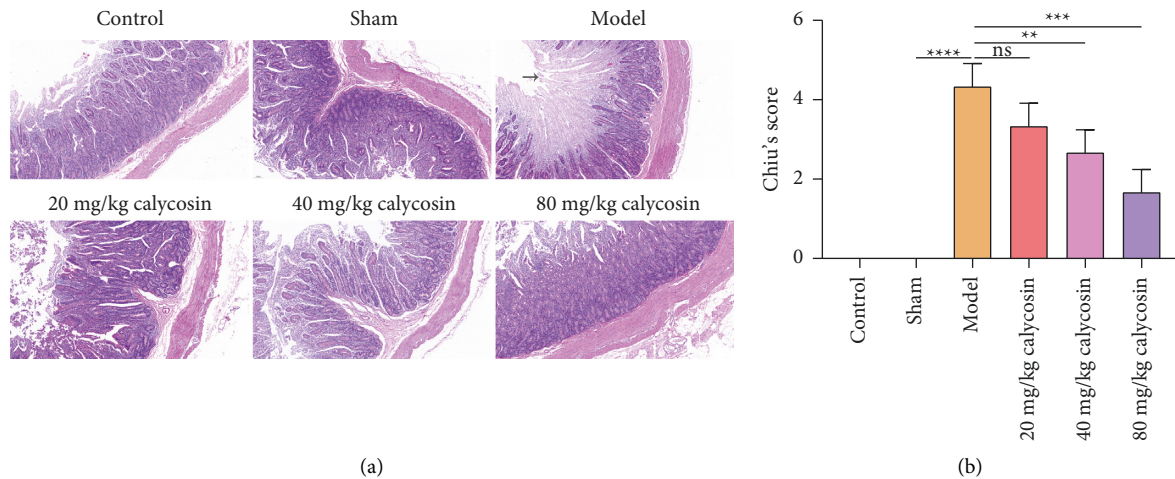 Control
Sham
Model
20 mg/kg calycosin
40 mg/kg calycosin
80 mg/kg calycosin
(a)
Chiu's score
6
4
2
0
***
**
****
ns
Control
Sham
Model
20 mg/kg calycosin
40 mg/kg calycosin
80 mg/kg calycosin
(b)